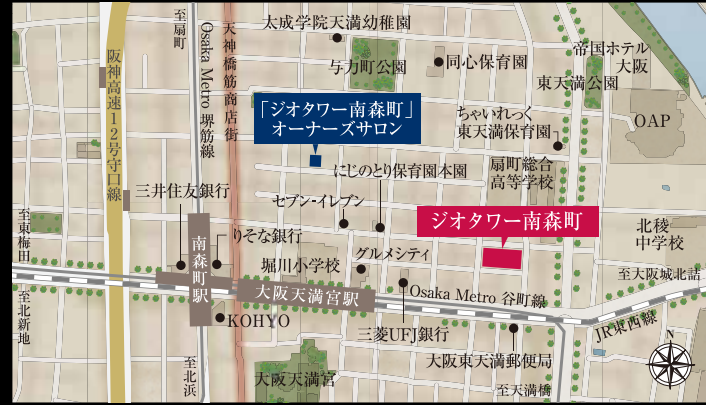 太成学院天満幼稚園
至扇町
Osaka Metro 堺筋線
天神橋筋商店街
与力町公園
同心保育園
帝国ホテル
大阪
東天満公園
阪神高速12号守口線
「ジオタワー南森町」
オーナーズサロン
ちゃいれっく
東天満保育園
OAP
にじのとり保育園本園
扇町総合
高等学校
三井住友銀行
セブン-イレブン
ジオタワー南森町
至東梅田
南森町駅
りそな銀行
北稜
中学校
堀川小学校
グルメシティ
至大阪城北詰
大阪天満宮駅
Osaka Metro 谷町線
至北新地
KOHYO
三菱UFJ銀行
JR東西線
N
大阪東天満郵便局
至北浜
大阪天満宮
至天満橋